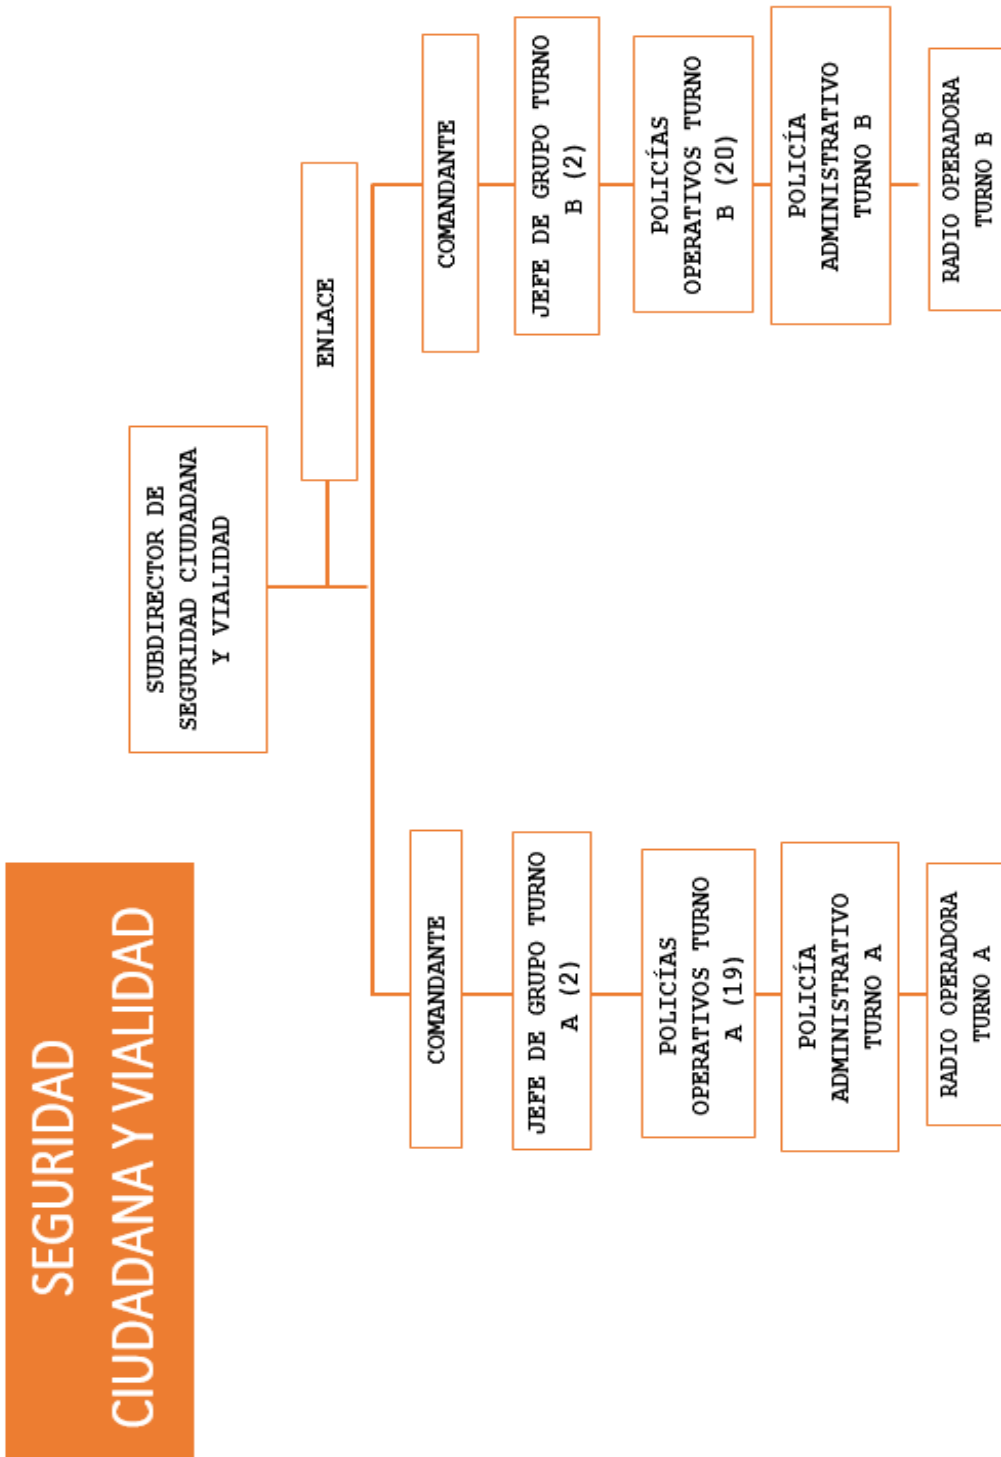 SEGURIDAD
CIUDADANA Y VIALIDAD
SUBDIRECTOR DE
SEGURIDAD CIUDADANA
Y VIALIDAD
ENLACE
COMANDANTE
JEFE DE GRUPO TURNO
A (2)
POLICÍAS
OPERATIVOS TURNO
A (19)
POLICÍA
ADMINISTRATIVO
TURNO A
RADIO OPERADORA
TURNO A
COMANDANTE
JEFE DE GRUPO TURNO
B (2)
POLICÍAS
OPERATIVOS TURNO
B (20)
POLICÍA
ADMINISTRATIVO
TURNO B
RADIO OPERADORA
TURNO B